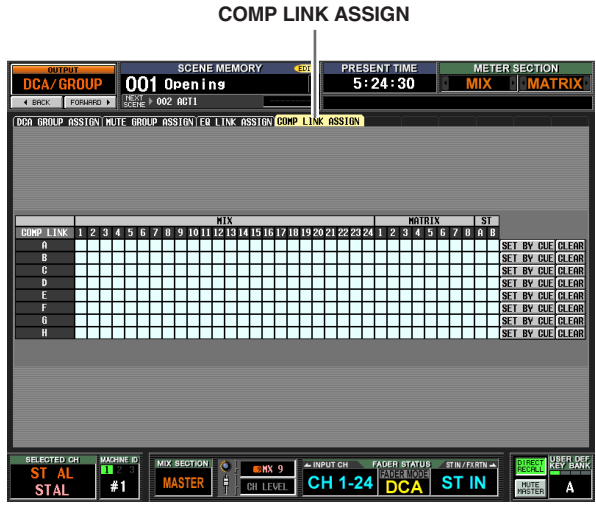 COMP LINK ASSIGN
OUTPUT
DCA/GROUP
BACK FORWARD
SCENE MEMORY EDI
001 Opening
NEXT SCENE 002 ACT1
PRESENT TIME
5:24:30
METER SECTION
MIX MATRIX
DCA GROUP ASSIGN MUTE GROUP ASSIGN EQ LINK ASSIGN COMP LINK ASSIGN
MIX MATRIX ST
COMP LINK 1 2 3 4 5 6 7 8 9 10 11 12 13 14 15 16 17 18 19 20 21 22 23 24 1 2 3 4 5 6 7 8 A B
A SET BY CUE CLEAR
B SET BY CUE CLEAR
C SET BY CUE CLEAR
D SET BY CUE CLEAR
E SET BY CUE CLEAR
F SET BY CUE CLEAR
G SET BY CUE CLEAR
H SET BY CUE CLEAR
SELECTED CH
ST AL
STAL
MACHINE ID
1 2 3
#1
MIX SECTION
MASTER
MX 9
CH LEVEL
INPUT CH FADER STATUS ST IN / FX RTN
CH 1-24 FADER MODE DCA ST IN
DIRECT RECALL
MUTE MASTER
USER DEF KEY BANK
A